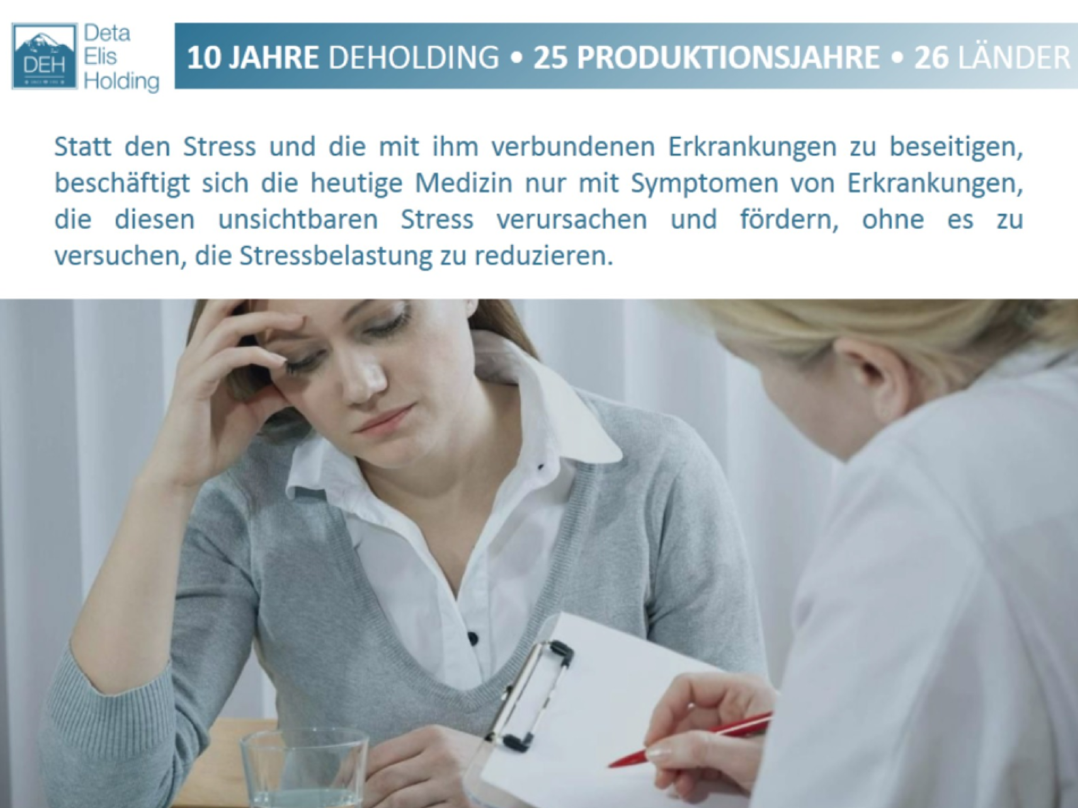 Deta
Elis
Holding
DEH
10 JAHRE DEHOLDING • 25 PRODUKTIONSJAHRE • 26 LÄNDER
Statt den Stress und die mit ihm verbundenen Erkrankungen zu beseitigen,
beschäftigt sich die heutige Medizin nur mit Symptomen von Erkrankungen,
die diesen unsichtbaren Stress verursachen und fördern, ohne es zu
versuchen, die Stressbelastung zu reduzieren.